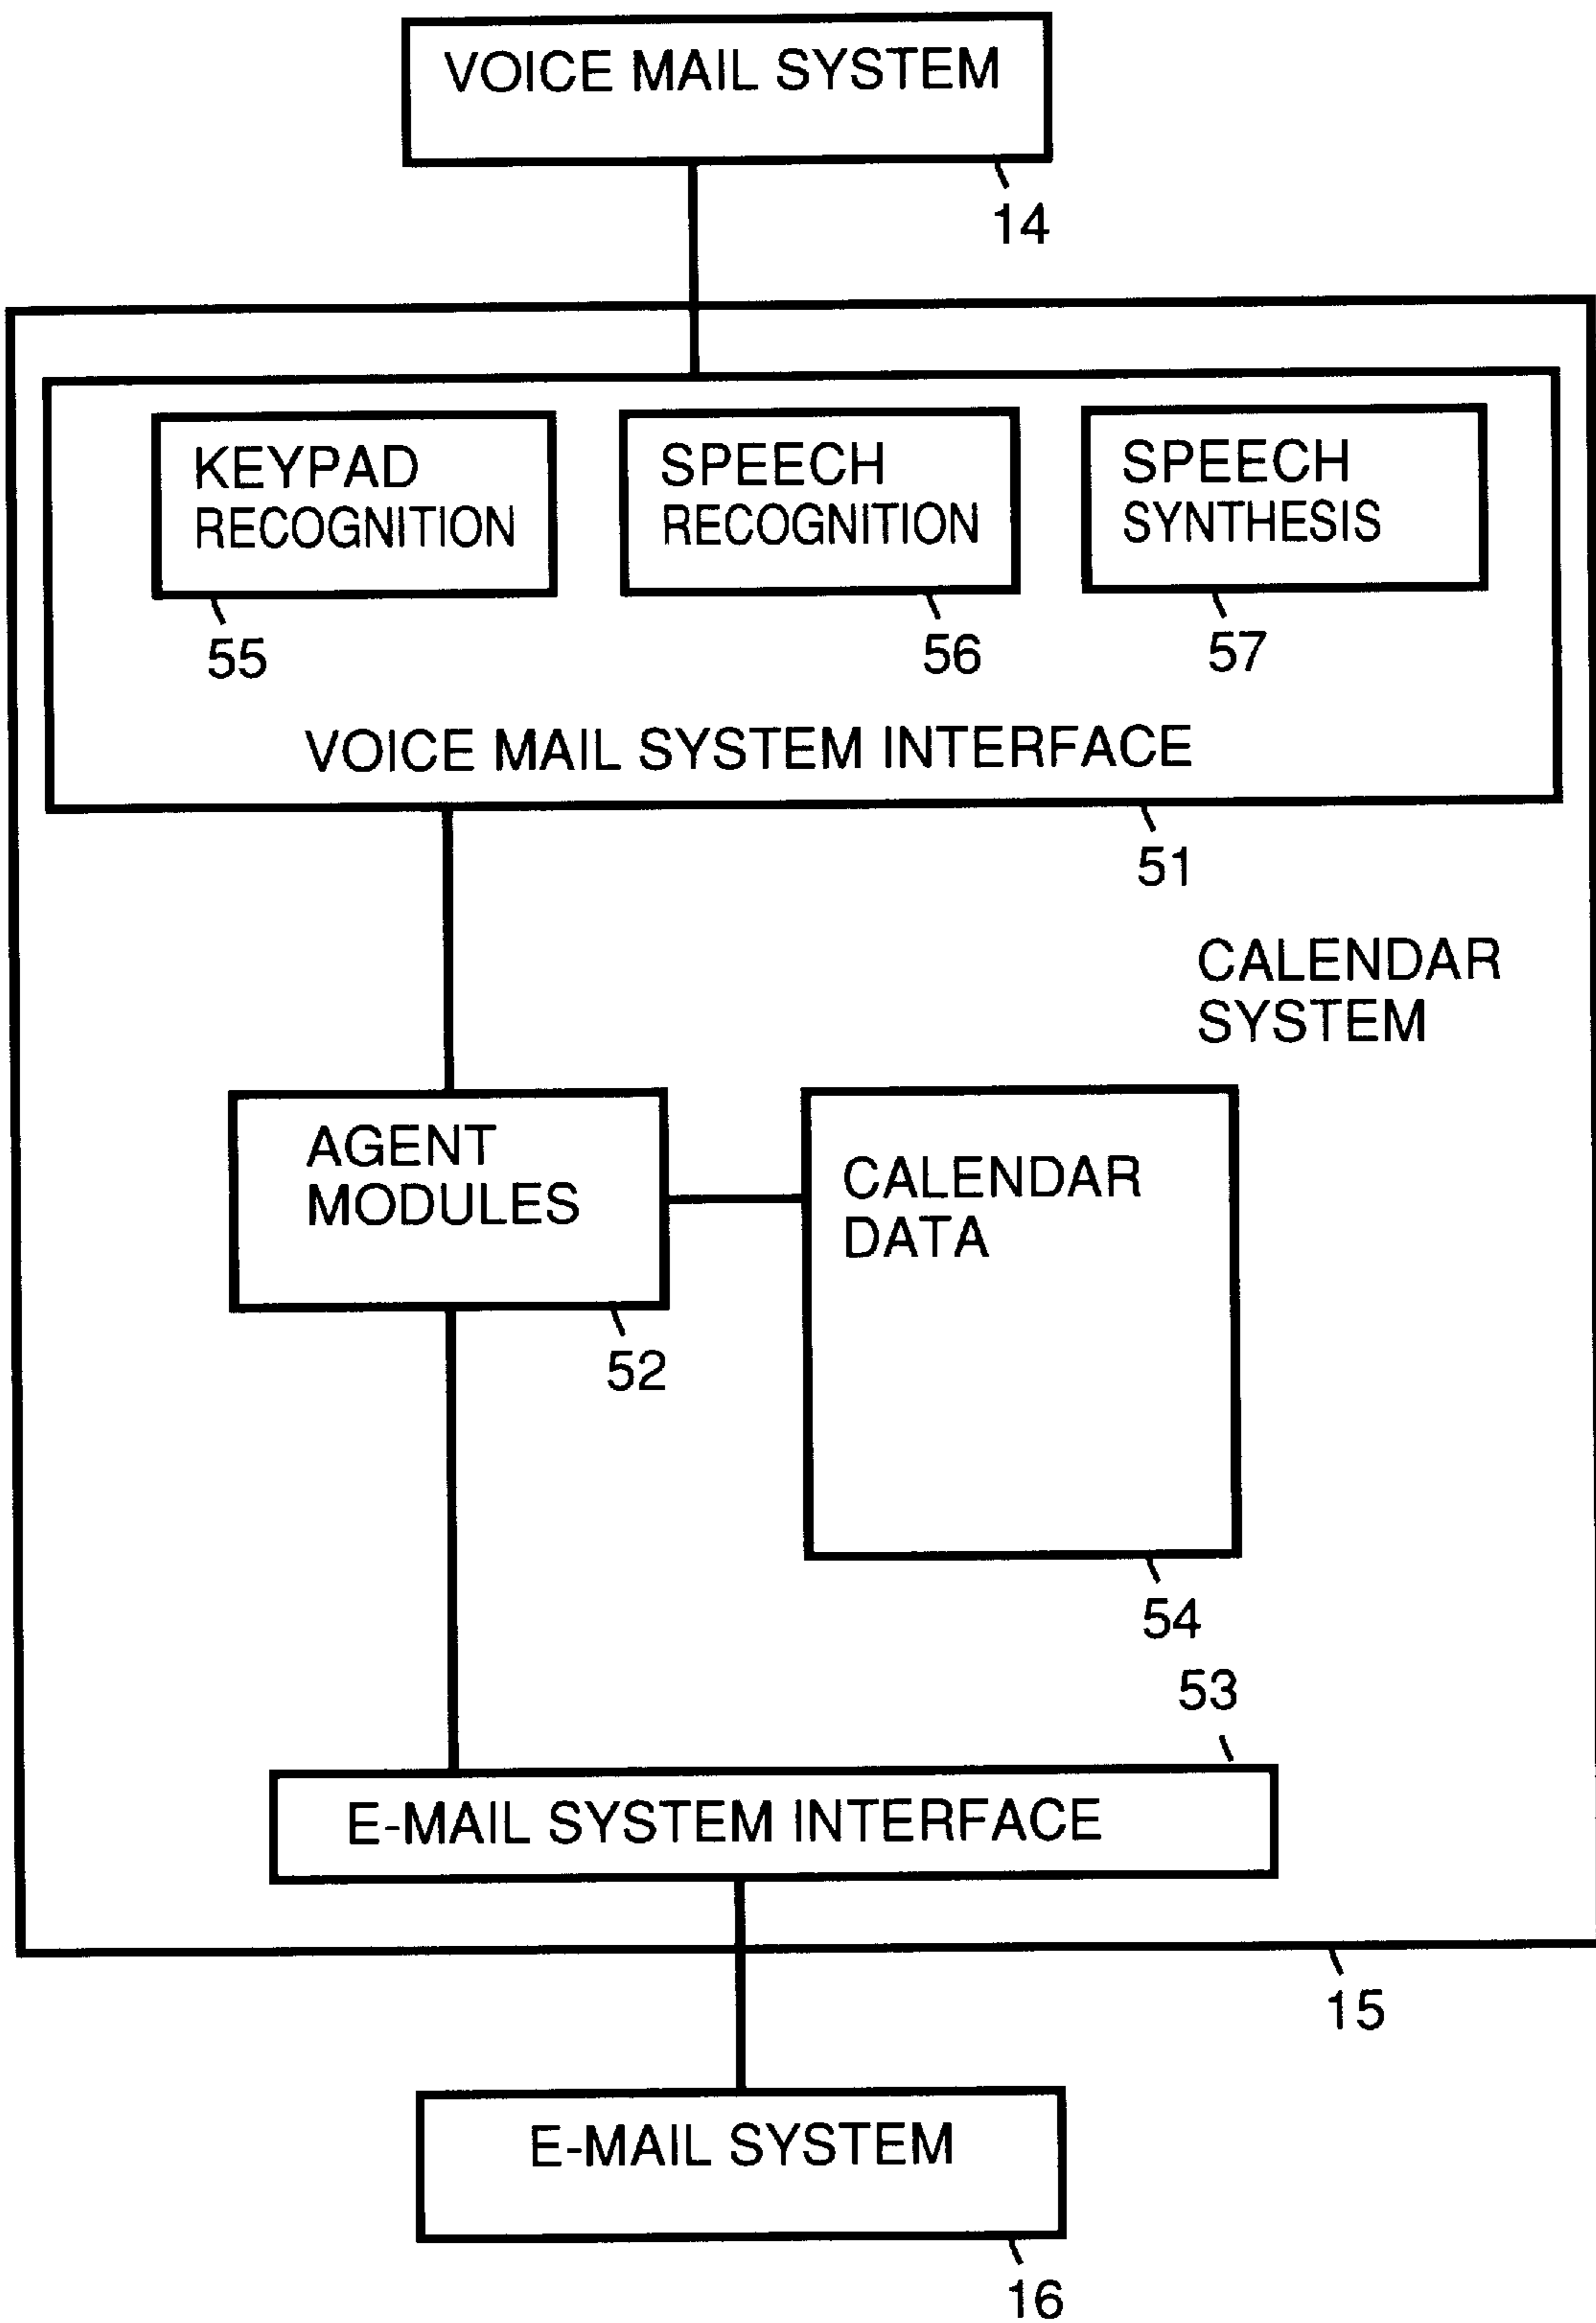 VOICE MAIL SYSTEM
14
KEYPAD
RECOGNITION
55
SPEECH
RECOGNITION
56
SPEECH
SYNTHESIS
57
VOICE MAIL SYSTEM INTERFACE
51
CALENDAR
SYSTEM
AGENT
MODULES
52
CALENDAR
DATA
54
53
E-MAIL SYSTEM INTERFACE
15
E-MAIL SYSTEM
16